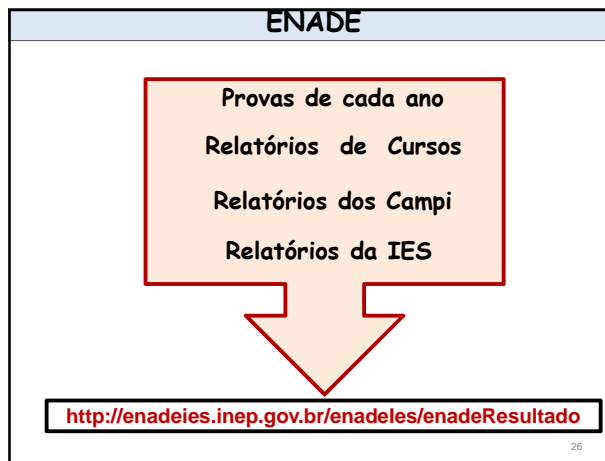 ENADE
Provas de cada ano
Relatórios de Cursos
Relatórios dos Campi
Relatórios da IES
http://enadeies.inep.gov.br/enadeles/enadeResultado
26